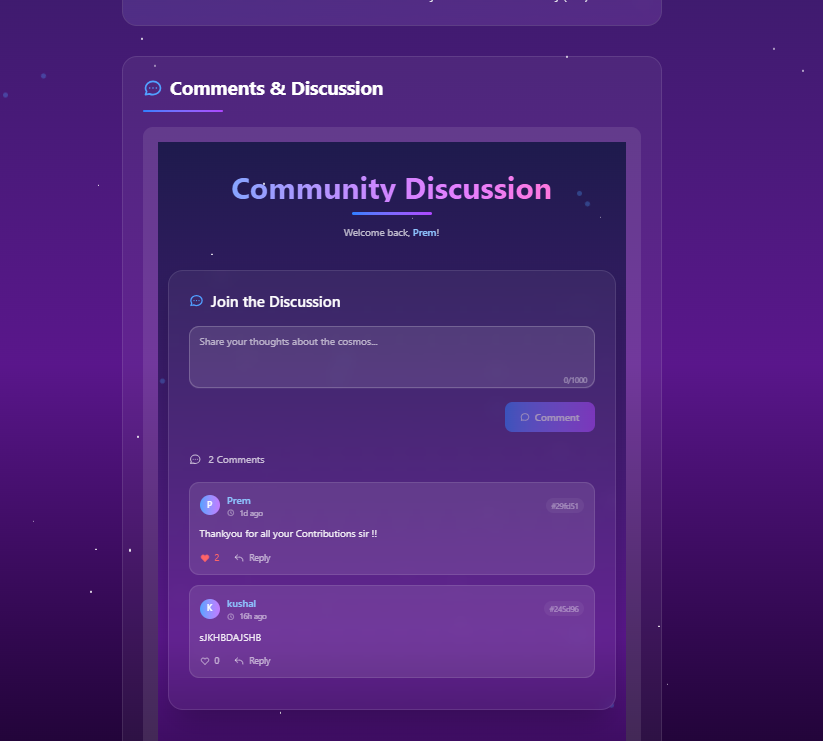 Comments & Discussion
Community Discussion
Welcome back, Prem!
Join the Discussion
Share your thoughts about the cosmos...
0/1000
Comment
2 Comments
P
Prem
1d ago
#29fd51
Thankyou for all your Contributions sir !!
2
Reply
K
kushal
16h ago
#245d96
sJKHBDAJSHB
0
Reply